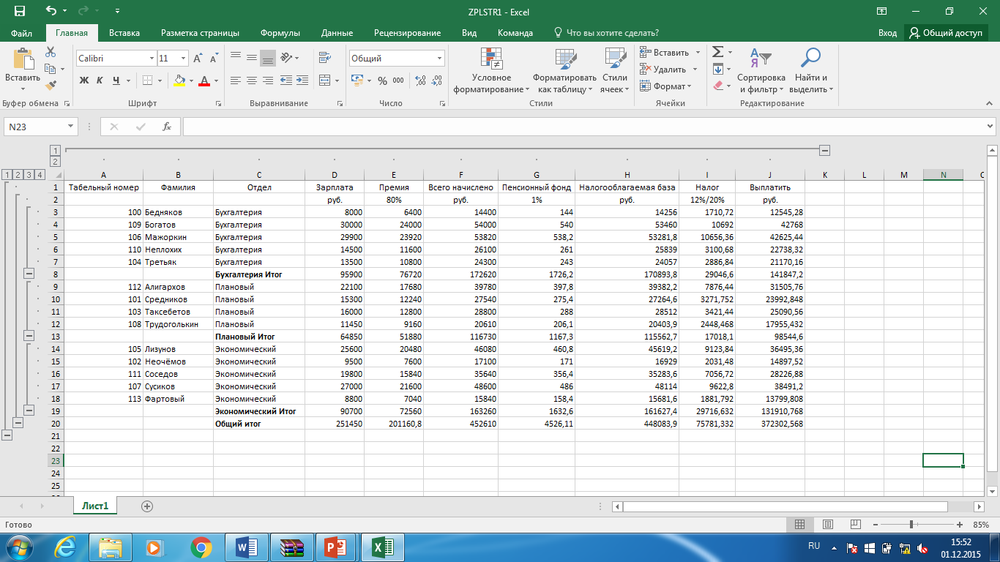 ZPLSTR1 - Excel
Файл Главная Вставка Разметка страницы Формулы Данные Рецензирование Вид Команда Что вы хотите сделать? Вход Общий доступ
Calibri 11 Общий Вставить
Вставить Ж К Ч % 000 Условное форматирование Форматировать как таблицу Стили ячеек Удалить Формат Сортировка и фильтр Найти и выделить
Буфер обмена Шрифт Выравнивание Число Стили Ячейки Редактирование
N23 fx
1
2
1 2 3 4 A B C D E F G H I J K L M N
1 Табельный номер Фамилия Отдел Зарплата Премия Всего начислено Пенсионный фонд Налогооблагаемая база Налог Выплатить
2 руб. 80% руб. 1% руб. 12%/20% руб.
3 100 Бедняков Бухгалтерия 8000 6400 14400 144 14256 1710,72 12545,28
4 109 Богатов Бухгалтерия 30000 24000 54000 540 53460 10692 42768
5 106 Мажоркин Бухгалтерия 29900 23920 53820 538,2 53281,8 10656,36 42625,44
6 110 Неплохих Бухгалтерия 14500 11600 26100 261 25839 3100,68 22738,32
7 104 Третьяк Бухгалтерия 13500 10800 24300 243 24057 2886,84 21170,16
8 Бухгалтерия Итог 95900 76720 172620 1726,2 170893,8 29046,6 141847,2
9 112 Алигархов Плановый 22100 17680 39780 397,8 39382,2 7876,44 31505,76
10 101 Средников Плановый 15300 12240 27540 275,4 27264,6 3271,752 23992,848
11 103 Таксебетов Плановый 16000 12800 28800 288 28512 3421,44 25090,56
12 108 Трудоголькин Плановый 11450 9160 20610 206,1 20403,9 2448,468 17955,432
13 Плановый Итог 64850 51880 116730 1167,3 115562,7 17018,1 98544,6
14 105 Лизунов Экономический 25600 20480 46080 460,8 45619,2 9123,84 36495,36
15 102 Неочёмов Экономический 9500 7600 17100 171 16929 2031,48 14897,52
16 111 Соседов Экономический 19800 15840 35640 356,4 35283,6 7056,72 28226,88
17 107 Сусиков Экономический 27000 21600 48600 486 48114 9622,8 38491,2
18 113 Фартовый Экономический 8800 7040 15840 158,4 15681,6 1881,792 13799,808
19 Экономический Итог 90700 72560 163260 1632,6 161627,4 29716,632 131910,768
20 Общий итог 251450 201160,8 452610 4526,11 448083,9 75781,332 372302,568
21
22
23
24
25
Лист1
Готово 85%
RU 15:52
01.12.2015